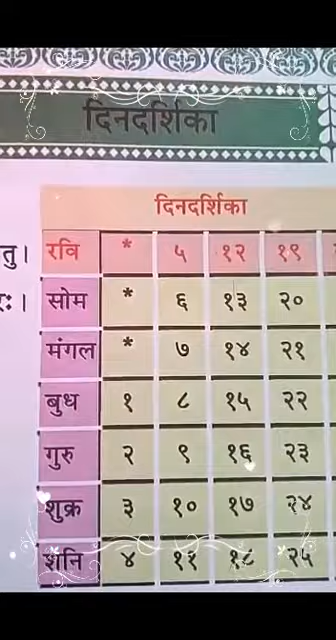 दिनदर्शिका
दिनदर्शिका
तु। रवि * ५ १२ १९
रः। सोम * ६ १३ २०
मंगल * ७ १४ २१
बुध १ ८ १५ २२
गुरु २ ९ १६ २३
शुक्र ३ १० १७ २४
शनि ४ ११ १८ २५